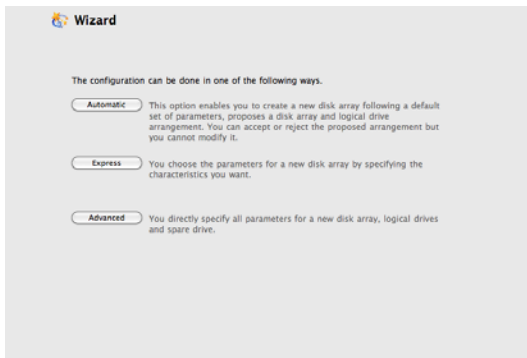 Wizard
The configuration can be done in one of the following ways.
Automatic
This option enables you to create a new disk array following a default
set of parameters, proposes a disk array and logical drive
arrangement. You can accept or reject the proposed arrangement but
you cannot modify it.
Express
You choose the parameters for a new disk array by specifying the
characteristics you want.
Advanced
You directly specify all parameters for a new disk array, logical drives
and spare drive.